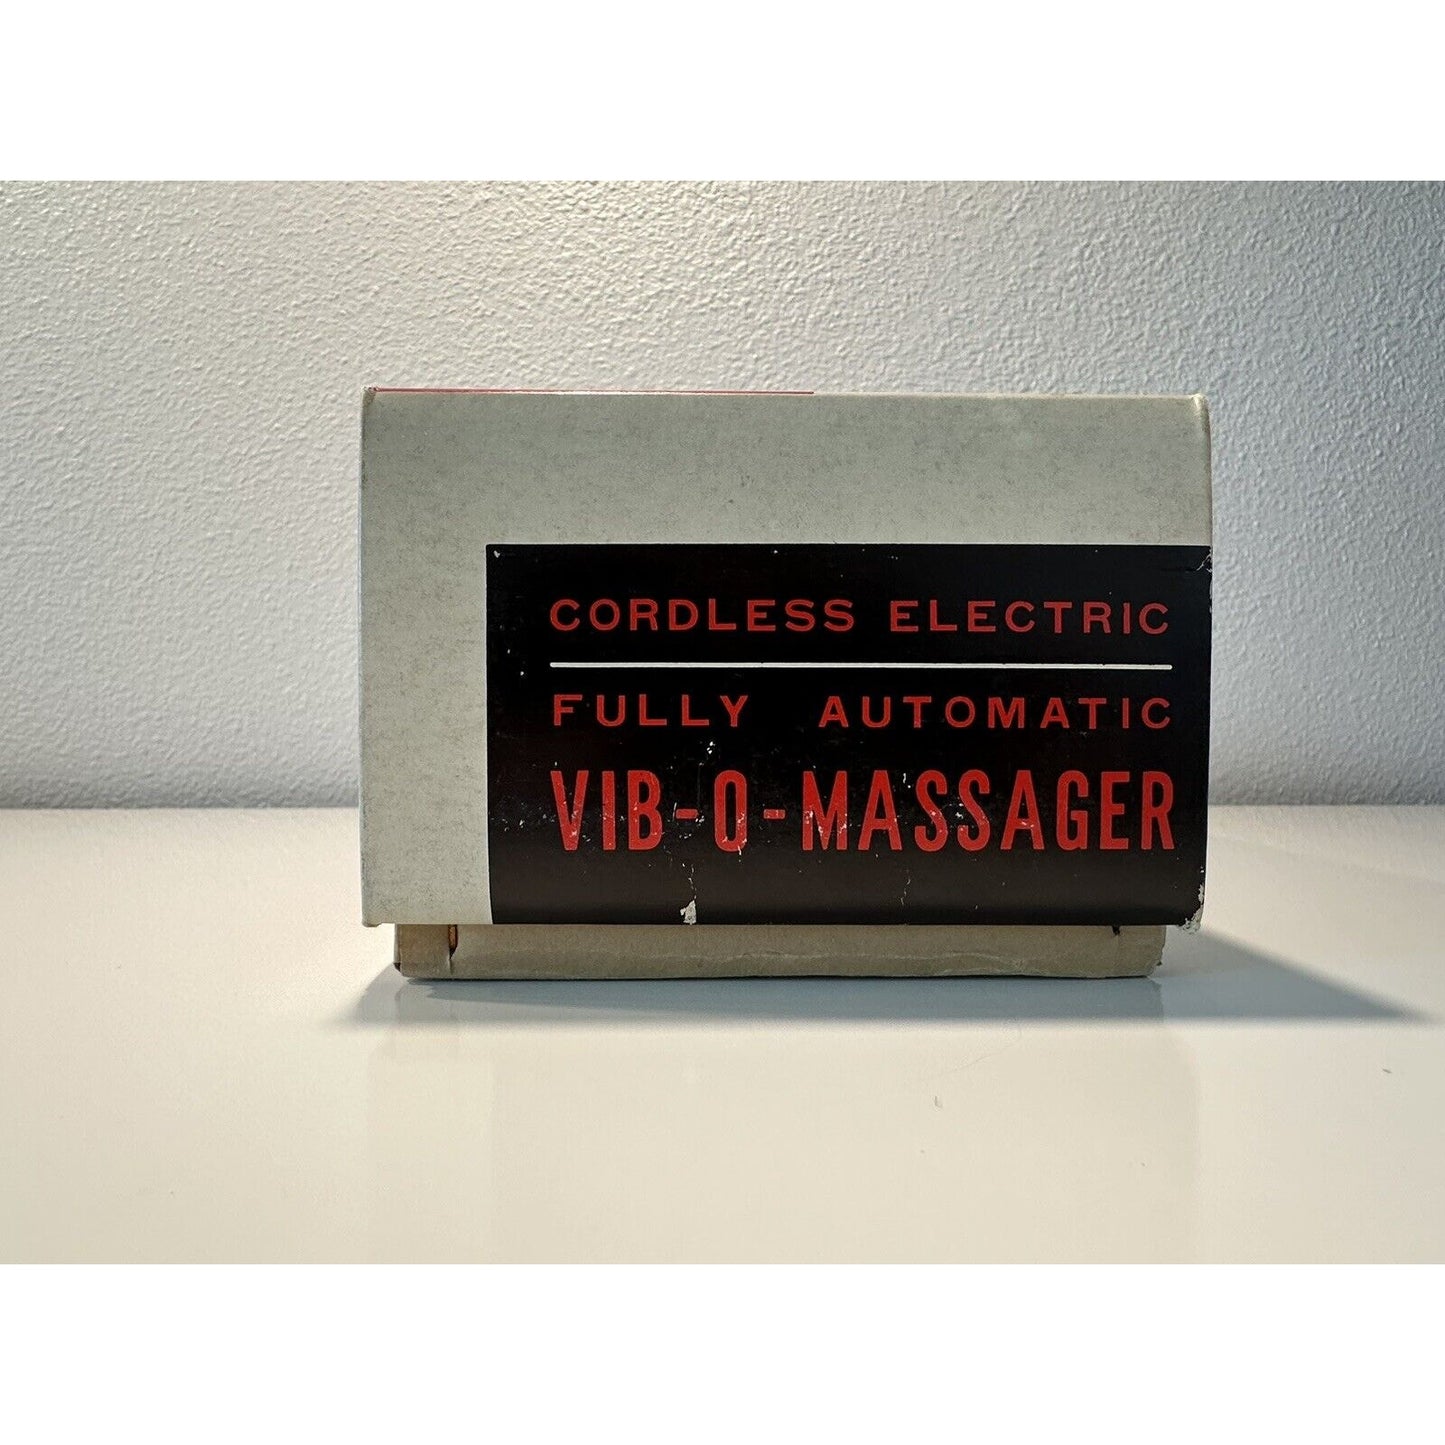 CORDLESS ELECTRIC
FULLY AUTOMATIC
VIB-O-MASSAGER